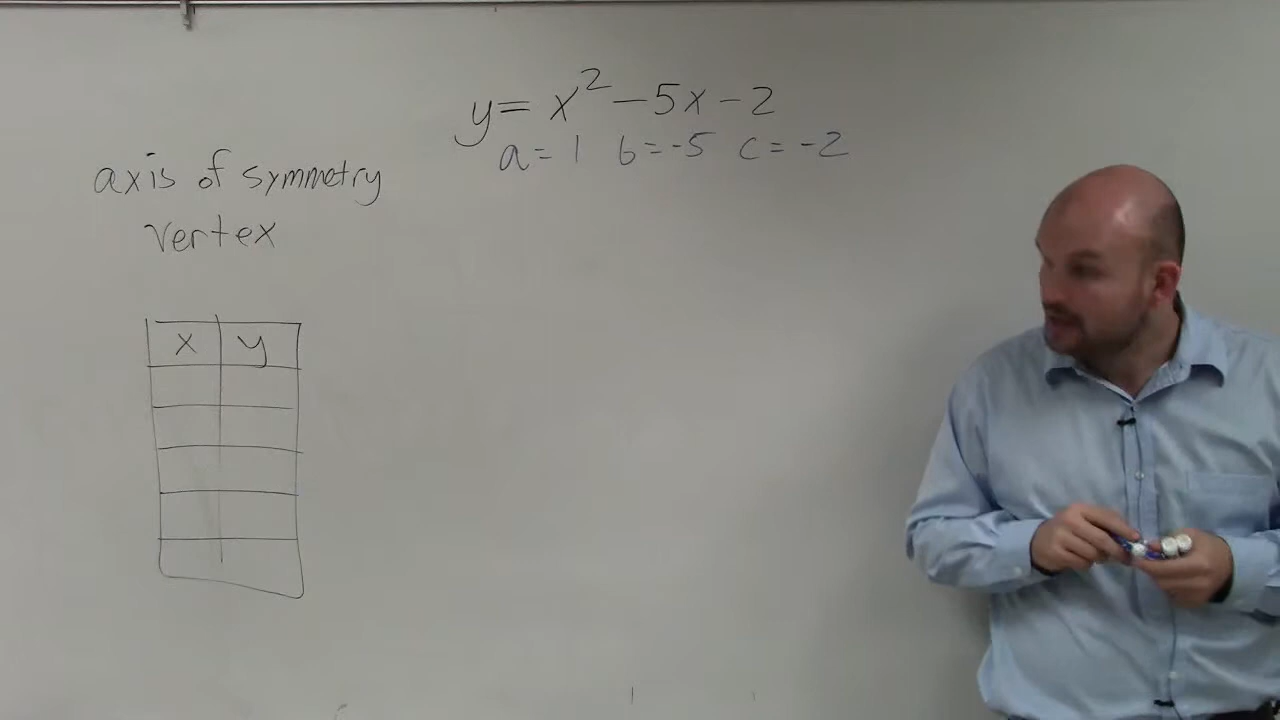 y = x² - 5x - 2
a = 1 b = -5 c = -2
axis of symmetry
vertex
x y